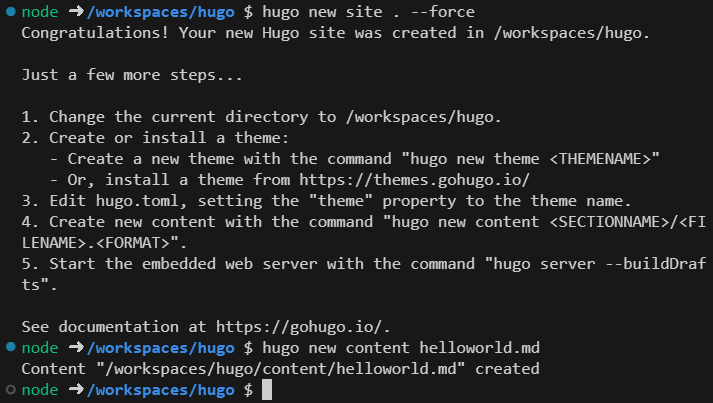 node ➜ /workspaces/hugo $ hugo new site . --force
Congratulations! Your new Hugo site was created in /workspaces/hugo.
Just a few more steps...
1. Change the current directory to /workspaces/hugo.
2. Create or install a theme:
- Create a new theme with the command "hugo new theme <THEMENAME>"
- Or, install a theme from https://themes.gohugo.io/
3. Edit hugo.toml, setting the "theme" property to the theme name.
4. Create new content with the command "hugo new content <SECTIONNAME>/<FI
LENAME>.<FORMAT>".
5. Start the embedded web server with the command "hugo server --buildDraf
ts".
See documentation at https://gohugo.io/.
node ➜ /workspaces/hugo $ hugo new content helloworld.md
Content "/workspaces/hugo/content/helloworld.md" created
node ➜ /workspaces/hugo $